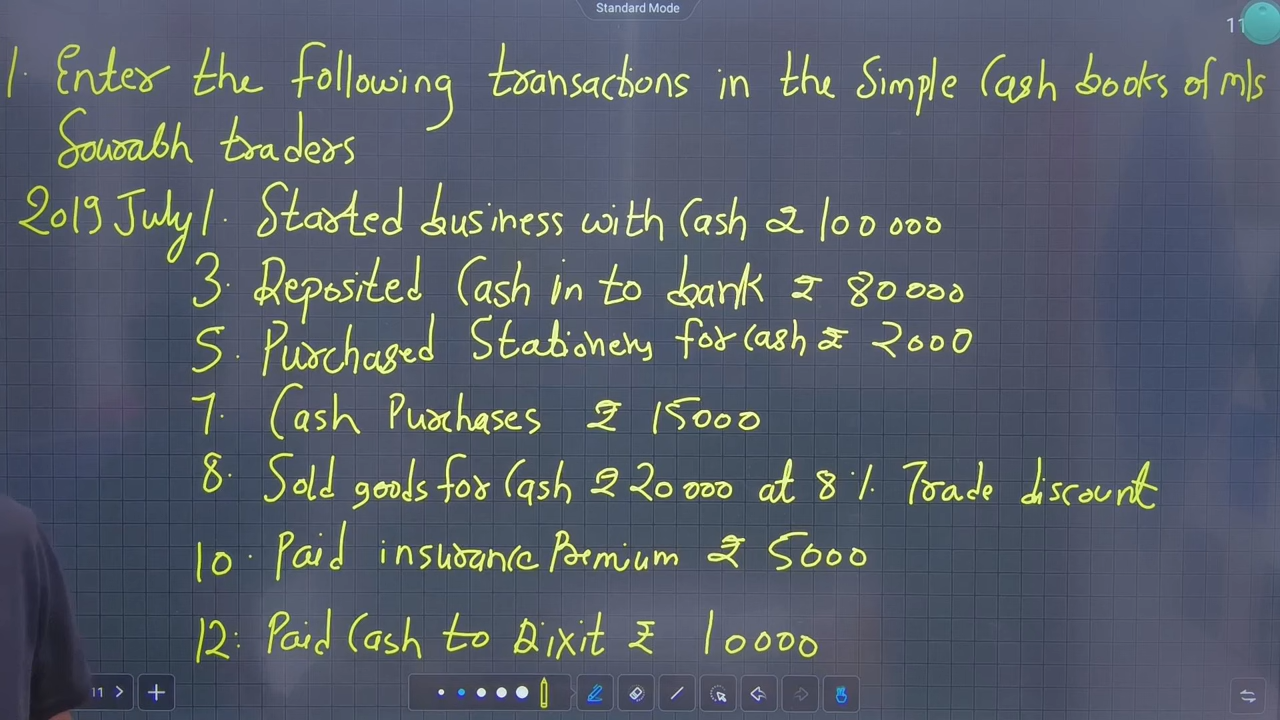 Standard Mode
11
1. Enter the following transactions in the Simple Cash books of M/s
Sourabh traders
2019 July 1. Started business with Cash ₹ 100000
3. Deposited Cash in to bank ₹ 80000
5. Purchased Stationery for cash ₹ 2000
7. Cash Purchases ₹ 15000
8. Sold goods for Cash ₹ 20000 at 8% Trade discount
10. Paid insurance Premium ₹ 5000
12: Paid Cash to Dixit ₹ 10000
11